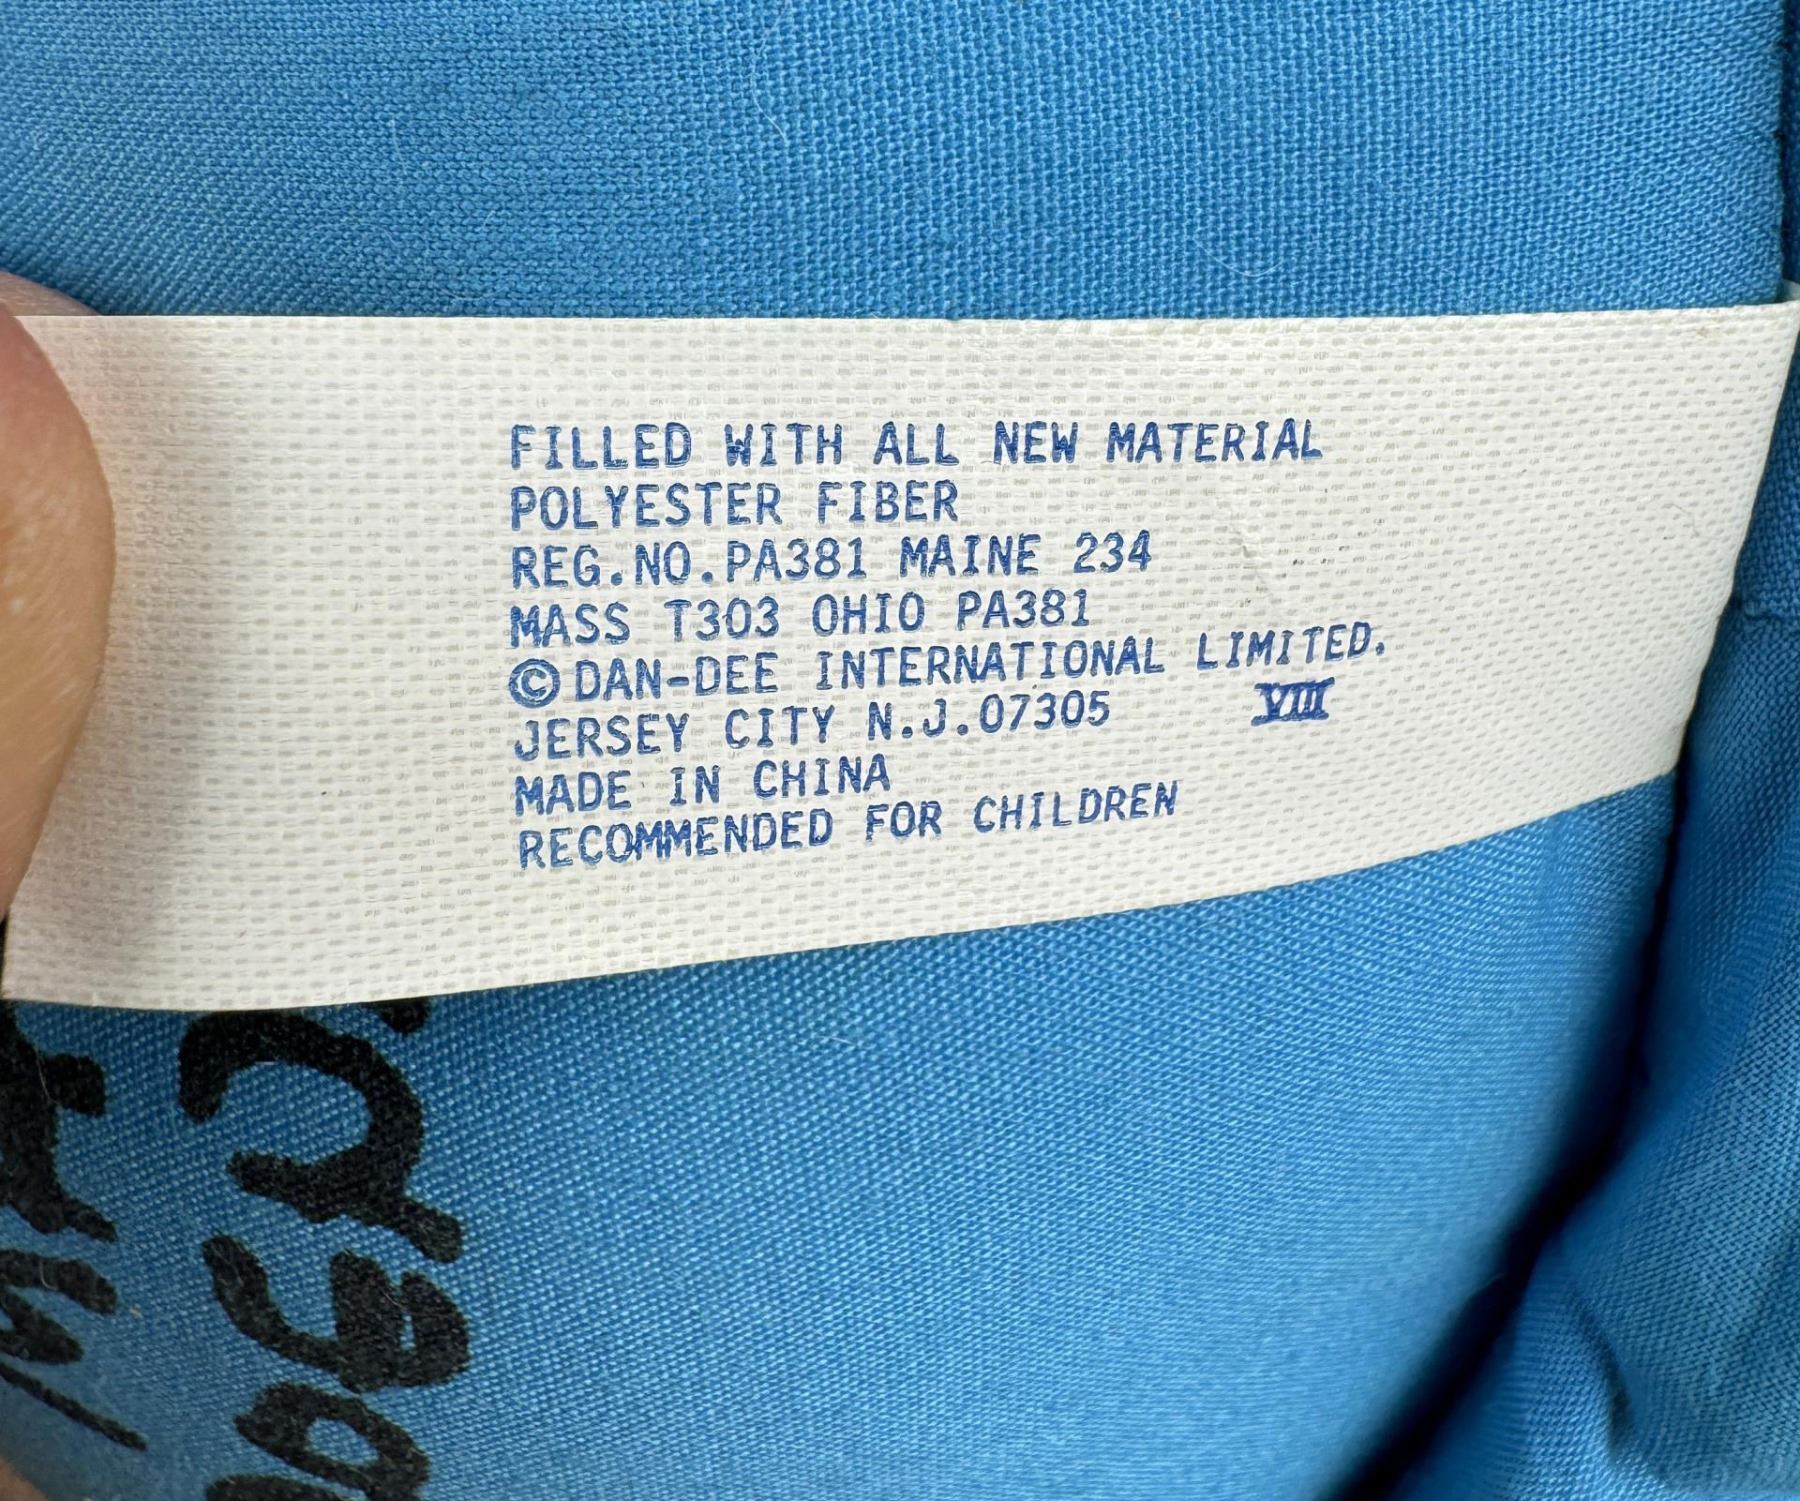 FILLED WITH ALL NEW MATERIAL
POLYESTER FIBER
REG.NO.PA381 MAINE 234
MASS T303 OHIO PA381
©DAN-DEE INTERNATIONAL LIMITED.
JERSEY CITY N.J.07305 VIII
MADE IN CHINA
RECOMMENDED FOR CHILDREN